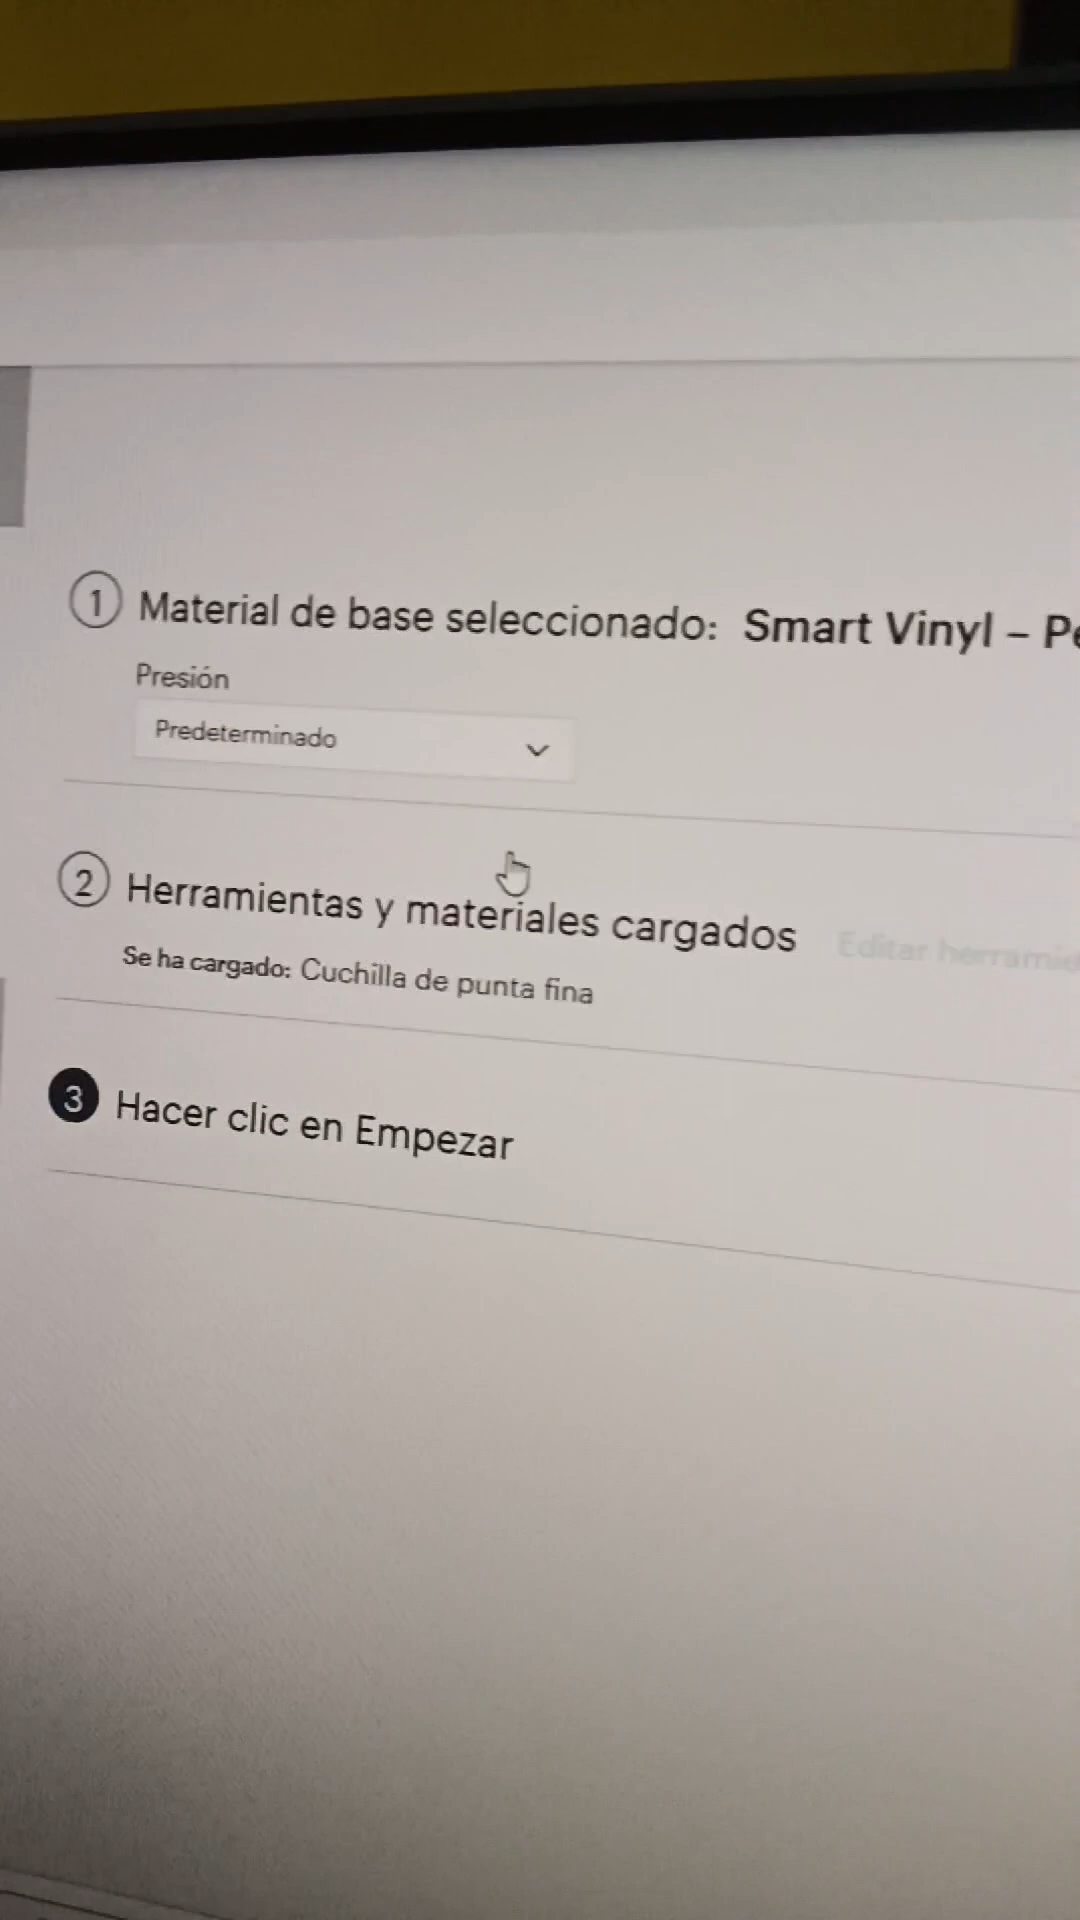 1 Material de base seleccionado: Smart Vinyl –
Presión
Predeterminado
2 Herramientas y materiales cargados Editar
Se ha cargado: Cuchilla de punta fina
3 Hacer clic en Empezar